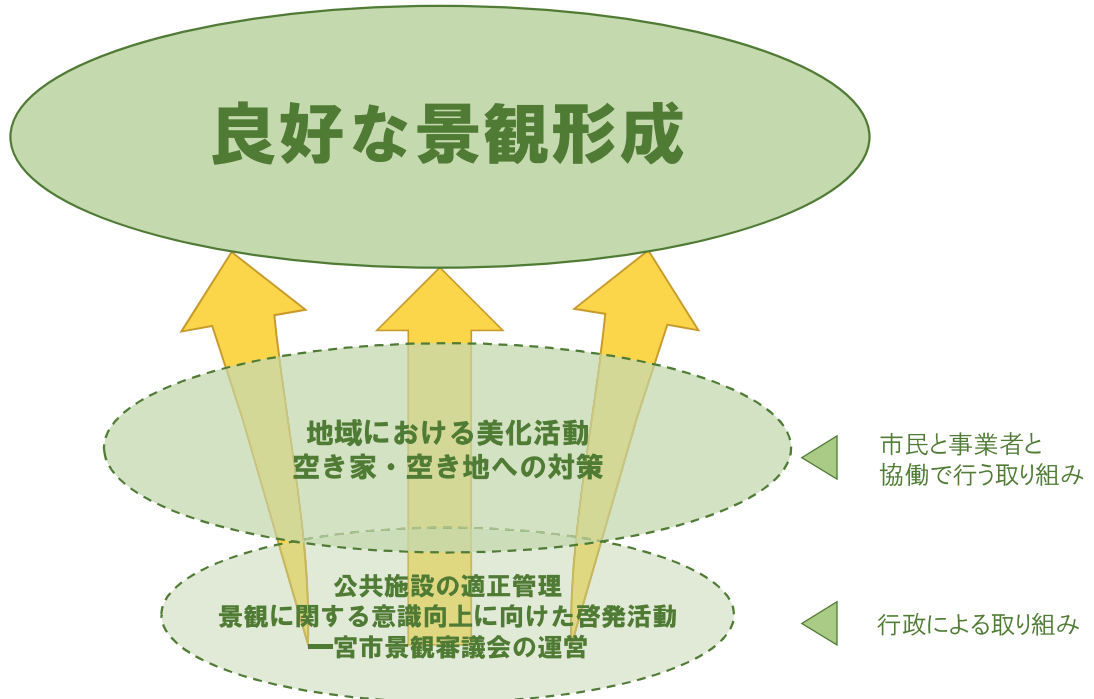 良好な景観形成
地域における美化活動
空き家・空き地への対策
市民と事業者と
協働で行う取り組み
公共施設の適正管理
景観に関する意識向上に向けた啓発活動
一宮市景観審議会の運営
行政による取り組み